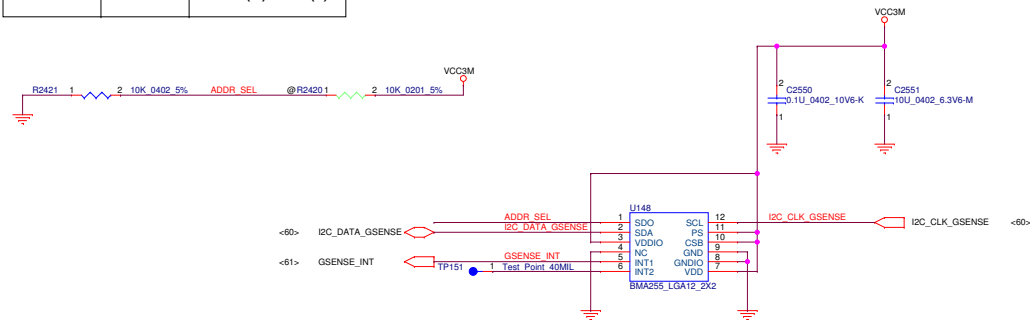 VCC3M
VCC3M
R2421 1 2 10K_0402_5% ADDR_SEL @R2420 1 2 10K_0201_5%
2 C2550 2 C2551
0.1U_0402_10V6-K 10U_0402_6.3V6-M
1 1
U148
ADDR_SEL 1 SDO SCL 12 I2C_CLK_GSENSE I2C_CLK_GSENSE <60>
<60> I2C_DATA_GSENSE I2C_DATA_GSENSE 2 SDA PS 11
3 VDDIO CSB 10
4 NC GND 9
<61> GSENSE_INT GSENSE_INT 5 INT1 GNDIO 8
TP151 1 Test_Point_40MIL 6 INT2 VDD 7
BMA255_LGA12_2X2